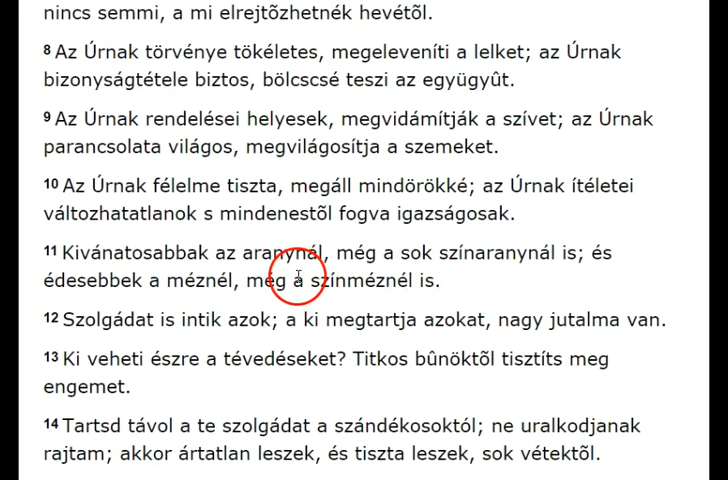 nincs semmi, a mi elrejtõzhetnék hevétõl.
8 Az Úrnak törvénye tökéletes, megeleveníti a lelket; az Úrnak
bizonyságtétele biztos, bölcscsé teszi az együgyût.
9 Az Úrnak rendelései helyesek, megvidámítják a szívet; az Úrnak
parancsolata világos, megvilágosítja a szemeket.
10 Az Úrnak félelme tiszta, megáll mindörökké; az Úrnak ítéletei
változhatatlanok s mindenestõl fogva igazságosak.
11 Kivánatosabbak az aranynál, még a sok színaranynál is; és
édesebbek a méznél, még a színméznél is.
12 Szolgádat is intik azok; a ki megtartja azokat, nagy jutalma van.
13 Ki veheti észre a tévedéseket? Titkos bûnöktõl tisztíts meg
engemet.
14 Tartsd távol a te szolgádat a szándékosoktól; ne uralkodjanak
rajtam; akkor ártatlan leszek, és tiszta leszek, sok vétektõl.